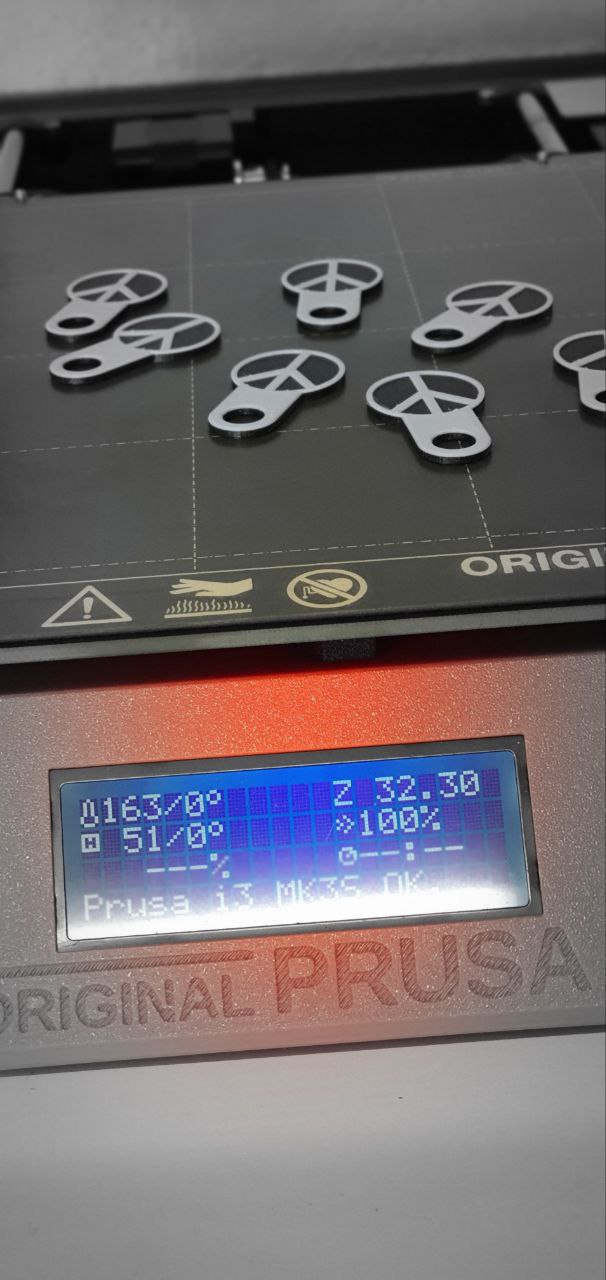 ORIGI
163/0° Z 32.30
51/0° 100%
---% --:--
Prusa i3 MK3S OK.
ORIGINAL PRUSA